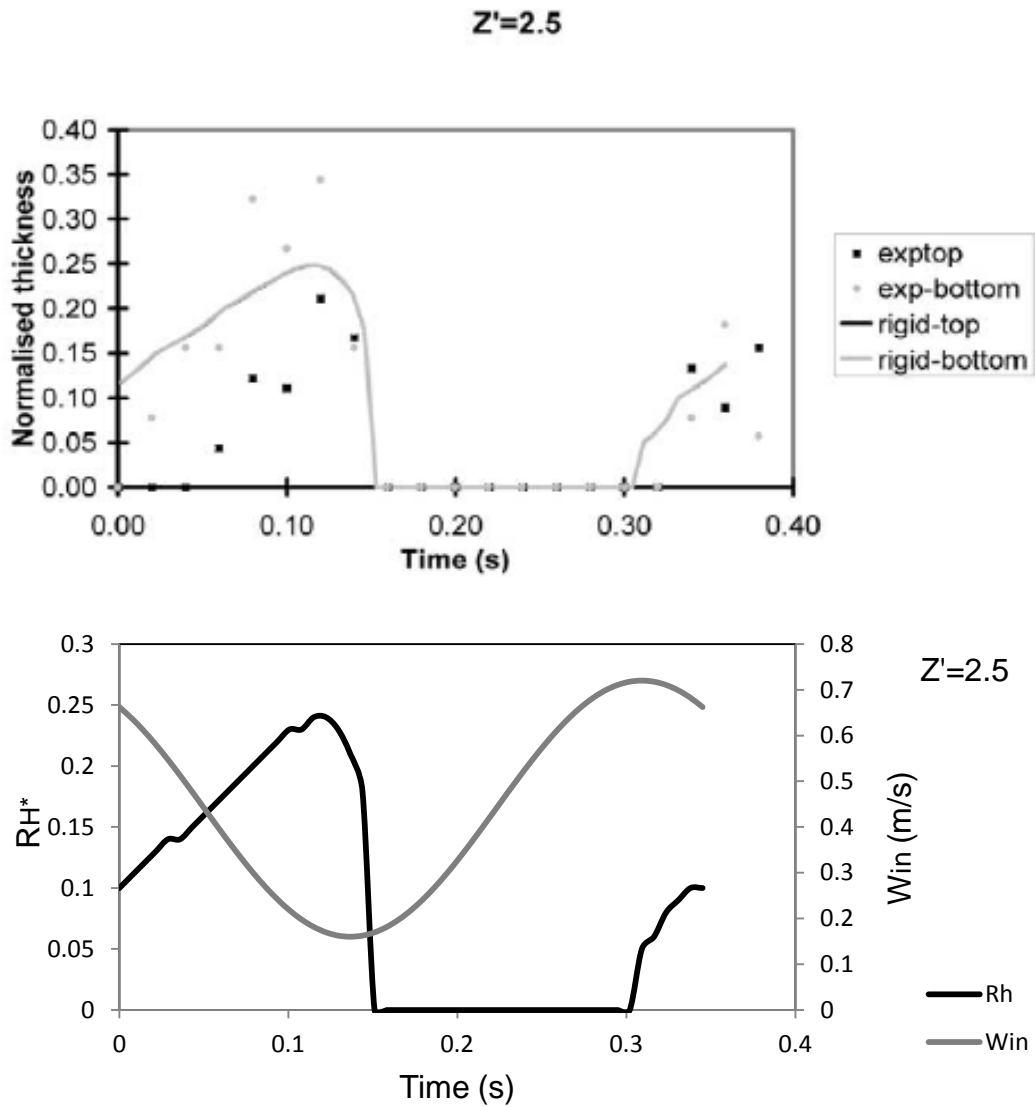 Z'=2.5
0.40
0.35
0.30
0.25
0.20
0.15
0.10
0.05
0.00
Normalised thickness
0.00 0.10 0.20 0.30 0.40
Time (s)
exptop
exp-bottom
rigid-top
rigid-bottom
0.3
0.25
0.2
0.15
0.1
0.05
0
RH*
0.8
0.7
0.6
0.5
0.4
0.3
0.2
0.1
0
Win (m/s)
Z'=2.5
0 0.1 0.2 0.3 0.4
Time (s)
Rh
Win